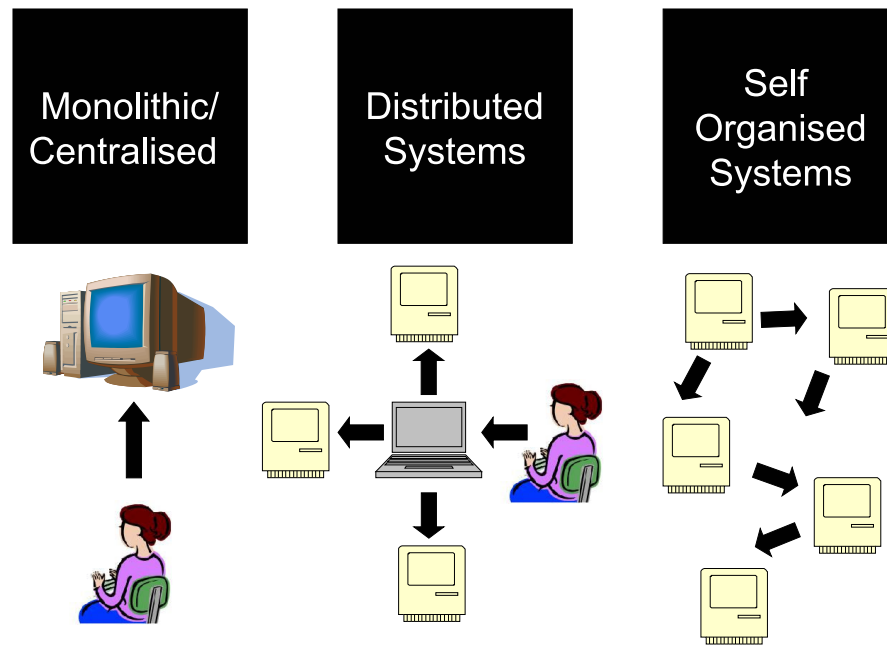 Monolithic/
Centralised
Distributed
Systems
Self
Organised
Systems